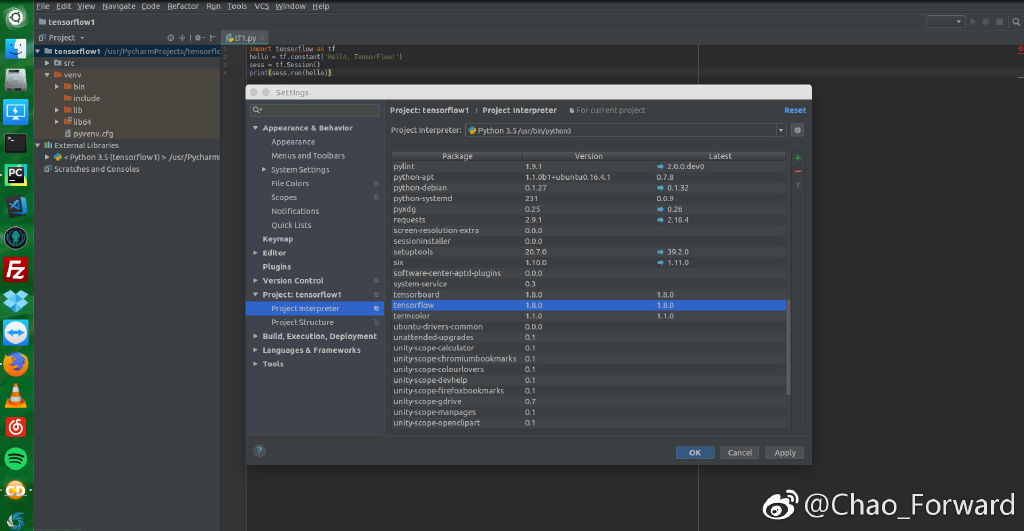 File Edit View Navigate Code Refactor Run Tools VCS Window Help
tensorflow1
Project
tf1.py
tensorflow1 /usr/PycharmProjects/tensorflo
src
venv
bin
include
lib
lib64
pyvenv.cfg
External Libraries
< Python 3.5 (tensorflow1) > /usr/Pycharm
Scratches and Consoles
1 import tensorflow as tf
2 hello = tf.constant('Hello, TensorFlow!')
3 sess = tf.Session()
4 print(sess.run(hello))
Settings
Appearance & Behavior
Appearance
Menus and Toolbars
System Settings
File Colors
Scopes
Notifications
Quick Lists
Keymap
Editor
Plugins
Version Control
Project: tensorflow1
Project Interpreter
Project Structure
Build, Execution, Deployment
Languages & Frameworks
Tools
Project: tensorflow1 › Project Interpreter For current project Reset
Project Interpreter: Python 3.5 /usr/bin/python3
Package Version Latest
pylint 1.9.1 2.0.0.dev0
python-apt 1.1.0b1+ubuntu0.16.4.1 0.7.8
python-debian 0.1.27 0.1.32
python-systemd 231 0.0.9
pyxdg 0.25 0.26
requests 2.9.1 2.18.4
screen-resolution-extra 0.0.0
sessioninstaller 0.0.0
setuptools 20.7.0 39.2.0
six 1.10.0 1.11.0
software-center-aptd-plugins 0.0.0
system-service 0.3
tensorboard 1.8.0 1.8.0
tensorflow 1.8.0 1.8.0
termcolor 1.1.0 1.1.0
ubuntu-drivers-common 0.0.0
unattended-upgrades 0.1
unity-scope-calculator 0.1
unity-scope-chromiumbookmarks 0.1
unity-scope-colourlovers 0.1
unity-scope-devhelp 0.1
unity-scope-firefoxbookmarks 0.1
unity-scope-gdrive 0.7
unity-scope-manpages 0.1
unity-scope-openclipart 0.1
? OK Cancel Apply
PC
FZ
@Chao_Forward